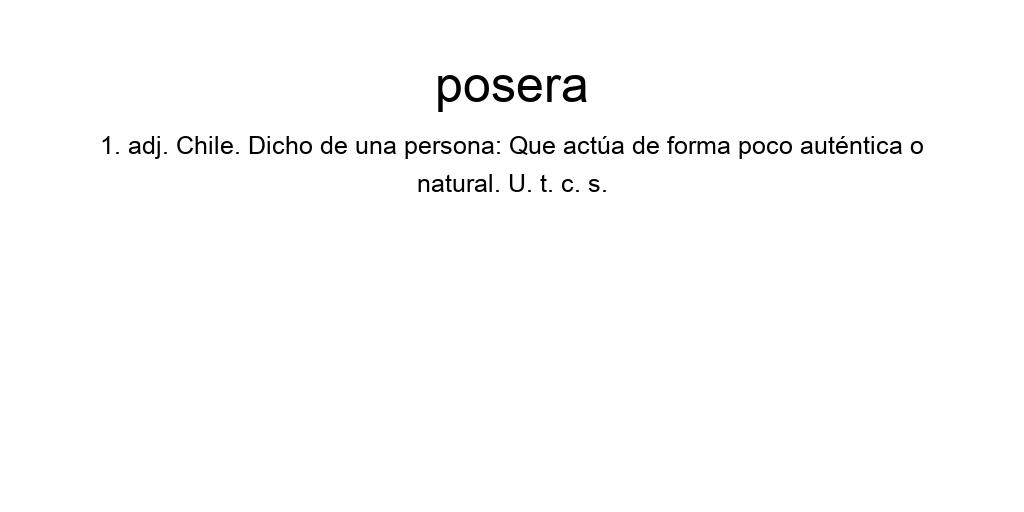 posera
1. adj. Chile. Dicho de una persona: Que actúa de forma poco auténtica o
natural. U. t. c. s.